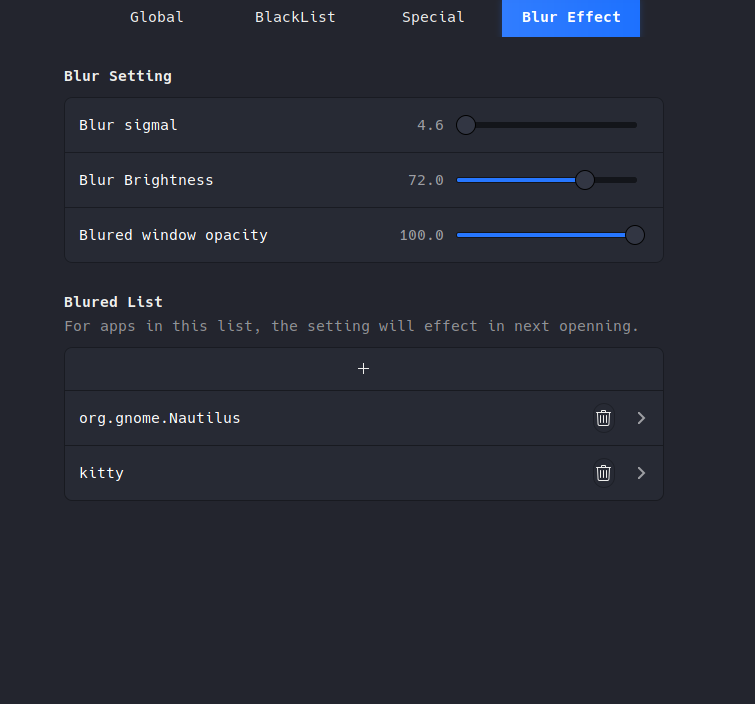 Global BlackList Special Blur Effect
Blur Setting
Blur sigmal 4.6
Blur Brightness 72.0
Blured window opacity 100.0
Blured List
For apps in this list, the setting will effect in next openning.
+
org.gnome.Nautilus
kitty